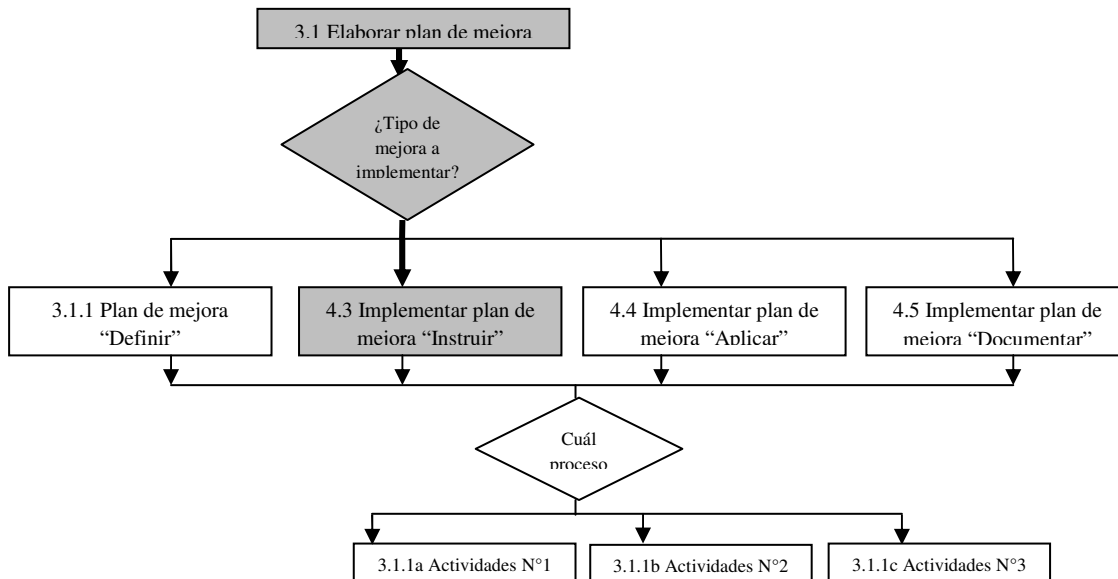 3.1 Elaborar plan de mejora
¿Tipo de
mejora a
implementar?
3.1.1 Plan de mejora
“Definir”
4.3 Implementar plan de
mejora “Instruir”
4.4 Implementar plan de
mejora “Aplicar”
4.5 Implementar plan de
mejora “Documentar”
Cuál
proceso
3.1.1a Actividades N°1
3.1.1b Actividades N°2
3.1.1c Actividades N°3